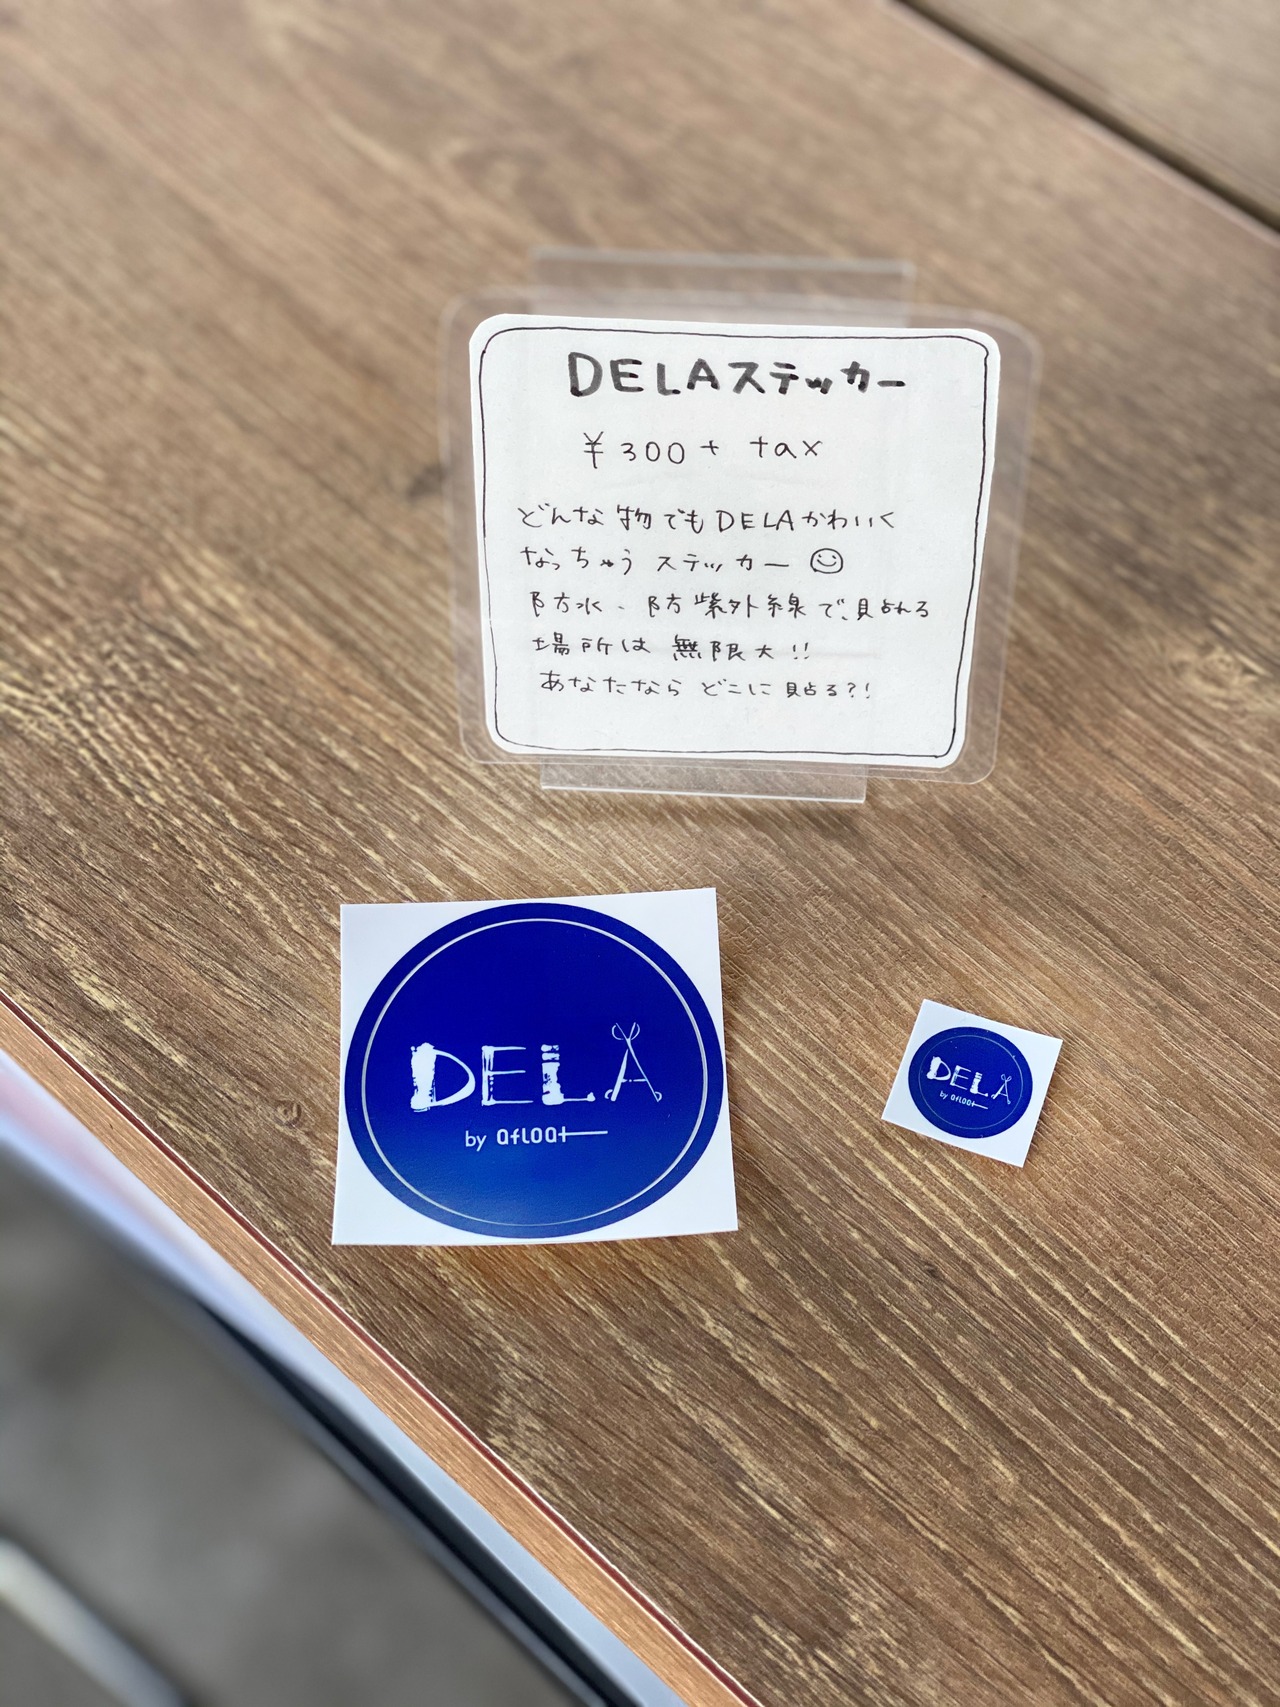 DELAステッカー
¥300+ tax
どんな物でもDELAかわいく
なっちゃうステッカー
防水、防紫外線で、貼れる
場所は無限大!!
あなたならどこに貼る?!
DELA
by afloat
DELA
by afloat